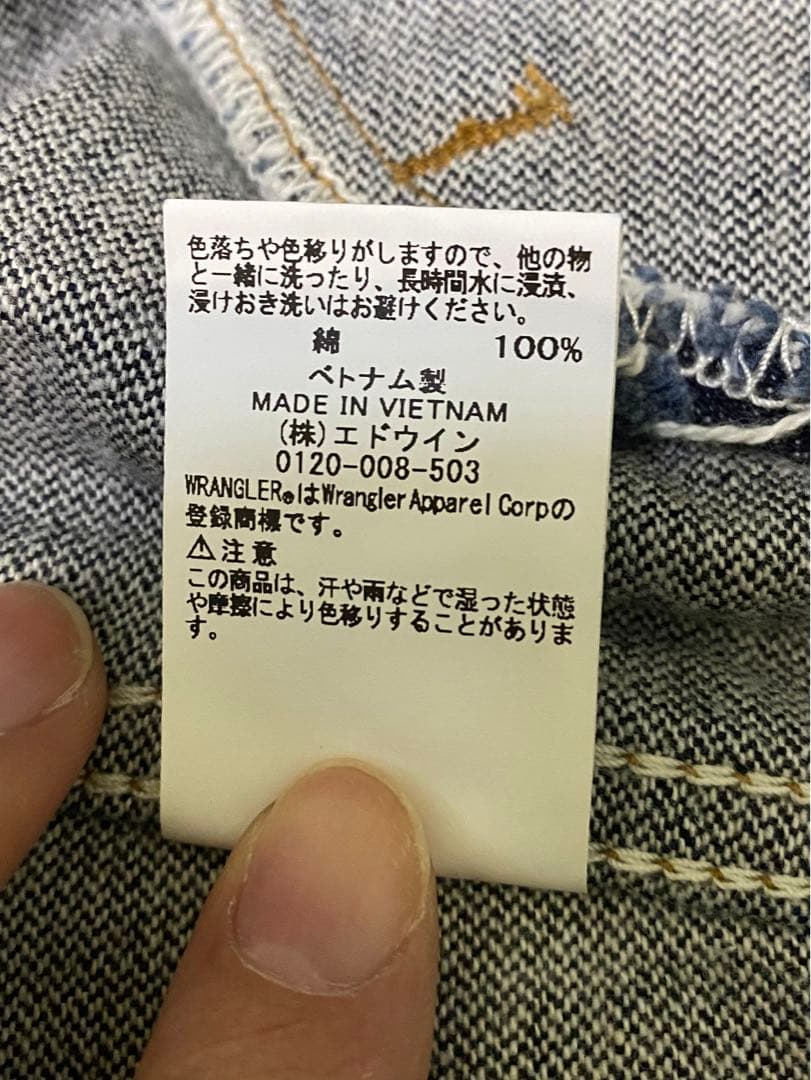 色落ちや色移りがしますので、他の物
と一緒に洗ったり、長時間水に浸漬、
浸けおき洗いはお避けください。
綿 100%
ベトナム製
MADE IN VIETNAM
(株)エドウイン
0120-008-503
WRANGLER®はWrangler Apparel Corpの
登録商標です。
⚠注意
この商品は、汗や雨などで湿った状態
や摩擦により色移りすることがありま
す。